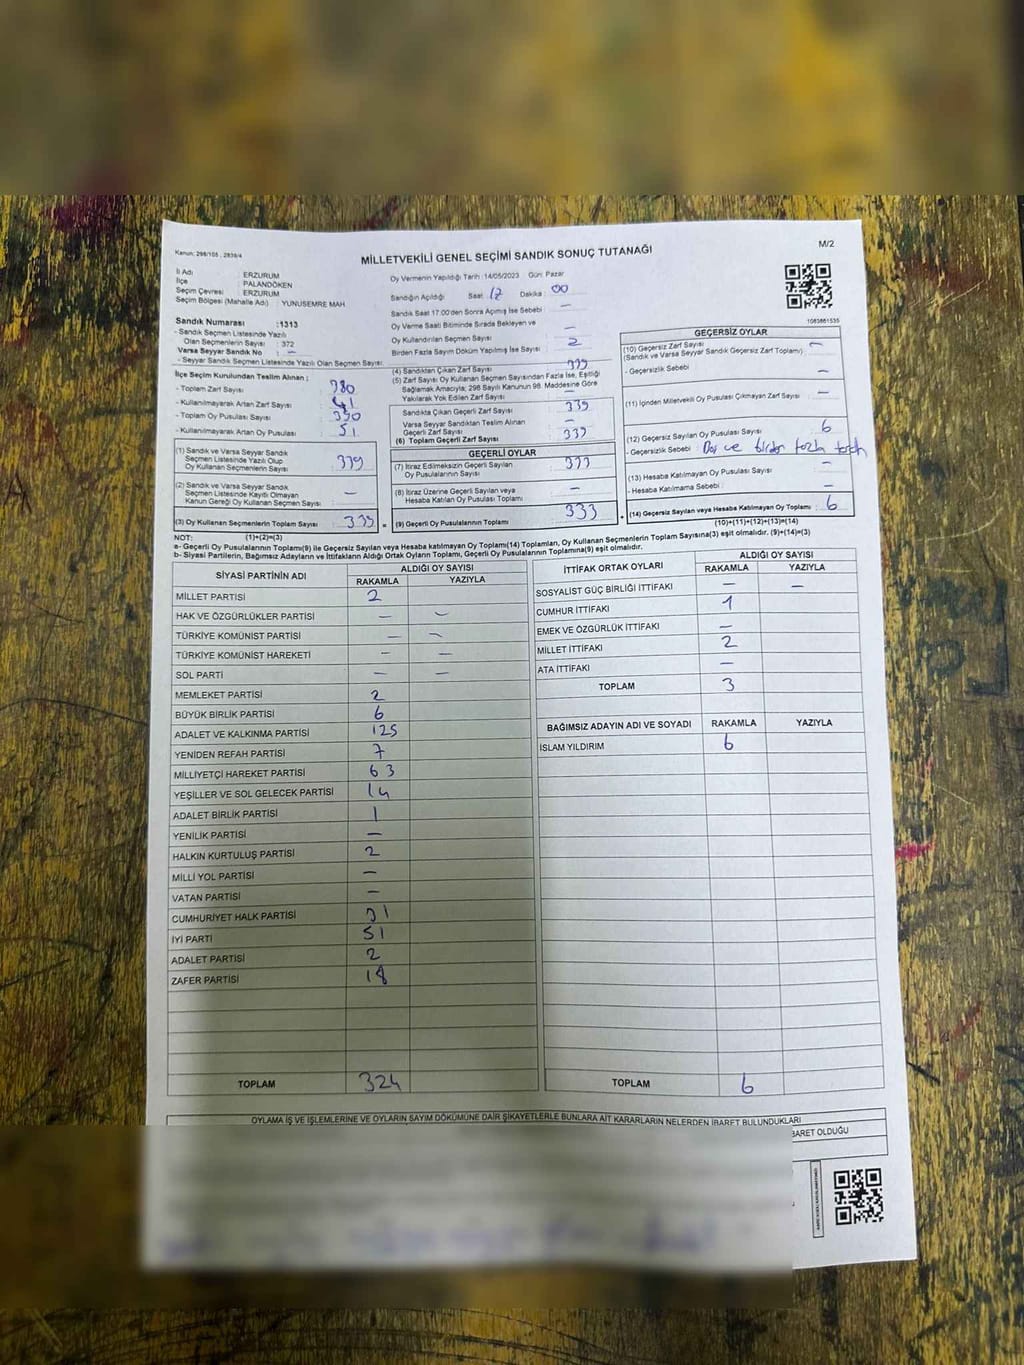 Kanun: 298/105 ; 2839/4
MİLLETVEKİLİ GENEL SEÇİMİ SANDIK SONUÇ TUTANAĞI
M/2
İl Adı : ERZURUM
İlçe : PALANDÖKEN
Seçim Çevresi : ERZURUM
Seçim Bölgesi (Mahalle Adı) : YUNUSEMRE MAH
Sandık Numarası : 1313
- Sandık Seçmen Listesinde Yazılı
Olan Seçmenlerin Sayısı : 372
Varsa Seyyar Sandık No : —
- Seyyar Sandık Seçmen Listesinde Yazılı Olan Seçmen Sayısı:
İlçe Seçim Kurulundan Teslim Alınan ;
- Toplam Zarf Sayısı : 380
- Kullanılmayarak Artan Zarf Sayısı : 41
- Toplam Oy Pusulası Sayısı : 390
- Kullanılmayarak Artan Oy Pusulası : 51
(1) Sandık ve Varsa Seyyar Sandık
Seçmen Listesinde Yazılı Olup
Oy Kullanan Seçmenlerin Sayısı : 339
(2) Sandık ve Varsa Seyyar Sandık
Seçmen Listesinde Kayıtlı Olmayan
Kanun Gereği Oy Kullanan Seçmen Sayısı : —
(3) Oy Kullanan Seçmenlerin Toplam Sayısı : 339
Oy Vermenin Yapıldığı Tarih :14/05/2023 Gün: Pazar
Sandığın Açıldığı Saat : 17 Dakika : 00
Sandık Saat 17:00'den Sonra Açılmış İse Sebebi : —
Oy Verme Saati Bitiminde Sırada Bekleyen ve
Oy Kullandırılan Seçmen Sayısı : —
Birden Fazla Sayım Döküm Yapılmış İse Sayısı : 2
(4) Sandıktan Çıkan Zarf Sayısı : 339
(5) Zarf Sayısı Oy Kullanan Seçmen Sayısından Fazla İse, Eşitliği
Sağlamak Amacıyla; 298 Sayılı Kanunun 98. Maddesine Göre
Yakılarak Yok Edilen Zarf Sayısı : —
Sandıkta Çıkan Geçerli Zarf Sayısı : 339
Varsa Seyyar Sandıktan Teslim Alınan
Geçerli Zarf Sayısı : —
(6) Toplam Geçerli Zarf Sayısı : 339
GEÇERLİ OYLAR
(7) İtiraz Edilmeksizin Geçerli Sayılan
Oy Pusulalarının Sayısı : 333
(8) İtiraz Üzerine Geçerli Sayılan veya
Hesaba Katılan Oy Pusulası Toplamı : —
= (9) Geçerli Oy Pusulalarının Toplamı : 333
1083661535
GEÇERSİZ OYLAR
(10) Geçersiz Zarf Sayısı : —
(Sandık ve Varsa Seyyar Sandık Geçersiz Zarf Toplamı)
- Geçersizlik Sebebi : —
(11) İçinden Milletvekili Oy Pusulası Çıkmayan Zarf Sayısı : —
(12) Geçersiz Sayılan Oy Pusulası Sayısı : 6
- Geçersizlik Sebebi : ve birden fazla
(13) Hesaba Katılmayan Oy Pusulası Sayısı : —
- Hesaba Katılmama Sebebi : —
+ (14) Geçersiz Sayılan veya Hesaba Katılmayan Oy Toplamı : 6
NOT: (1)+(2)=(3) (10)+(11)+(12)+(13)=(14)
a- Geçerli Oy Pusulalarının Toplamı(9) ile Geçersiz Sayılan veya Hesaba katılmayan Oy Toplamı(14) Toplamları, Oy Kullanan Seçmenlerin Toplam Sayısına(3) eşit olmalıdır. (9)+(14)=(3)
b- Siyasi Partilerin, Bağımsız Adayların ve İttifakların Aldığı Ortak Oyların Toplamı, Geçerli Oy Pusulalarının Toplamına(9) eşit olmalıdır.
SİYASİ PARTİNİN ADI ALDIĞI OY SAYISI
RAKAMLA YAZIYLA
MİLLET PARTİSİ 2
HAK VE ÖZGÜRLÜKLER PARTİSİ — —
TÜRKİYE KOMÜNİST PARTİSİ — —
TÜRKİYE KOMÜNİST HAREKETİ — —
SOL PARTİ — —
MEMLEKET PARTİSİ 2
BÜYÜK BİRLİK PARTİSİ 6
ADALET VE KALKINMA PARTİSİ 125
YENİDEN REFAH PARTİSİ 7
MİLLİYETÇİ HAREKET PARTİSİ 63
YEŞİLLER VE SOL GELECEK PARTİSİ 14
ADALET BİRLİK PARTİSİ 1
YENİLİK PARTİSİ —
HALKIN KURTULUŞ PARTİSİ 2
MİLLİ YOL PARTİSİ —
VATAN PARTİSİ —
CUMHURİYET HALK PARTİSİ 31
İYİ PARTİ 51
ADALET PARTİSİ 2
ZAFER PARTİSİ 18
TOPLAM 324
İTTİFAK ORTAK OYLARI ALDIĞI OY SAYISI
RAKAMLA YAZIYLA
SOSYALİST GÜÇ BİRLİĞİ İTTİFAKI — —
CUMHUR İTTİFAKI 1
EMEK VE ÖZGÜRLÜK İTTİFAKI —
MİLLET İTTİFAKI 2
ATA İTTİFAKI —
TOPLAM 3
BAĞIMSIZ ADAYIN ADI VE SOYADI RAKAMLA YAZIYLA
İSLAM YILDIRIM 6
TOPLAM 6
OYLAMA İŞ VE İŞLEMLERİNE VE OYLARIN SAYIM DÖKÜMÜNE DAİR ŞİKAYETLERLE BUNLARA AİT KARARLARIN NELERDEN İBARET BULUNDUKLARI
BARET OLDUĞU